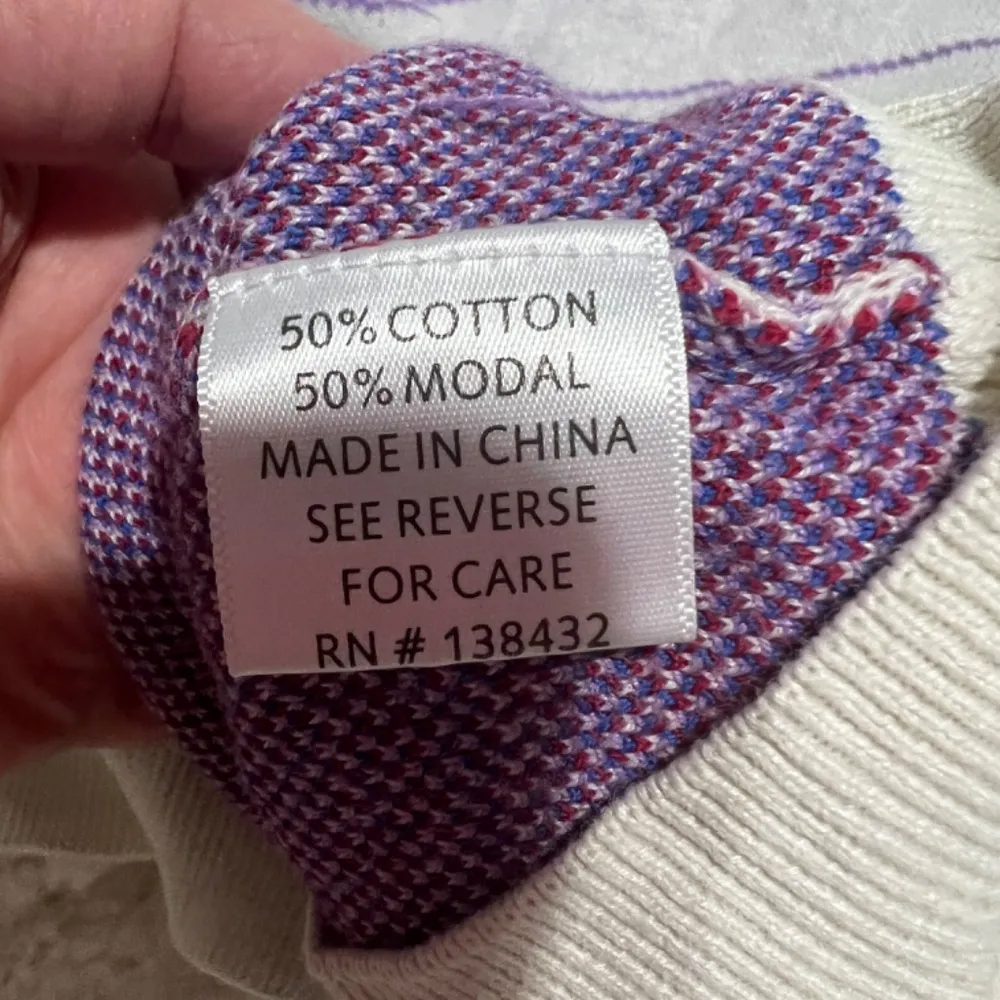 50% COTTON
50% MODAL
MADE IN CHINA
SEE REVERSE
FOR CARE
RN # 138432